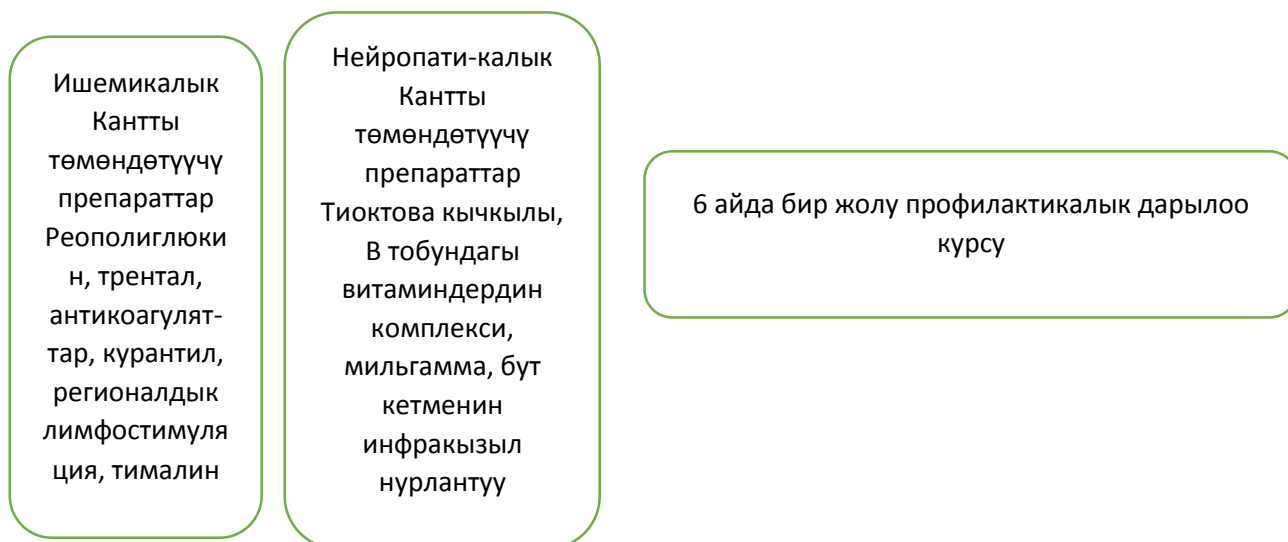 Ишемикалык
Кантты
төмөндөтүүчү
препараттар
Реополиглюки
н, трентал,
антикоагулят-
тар, курантил,
регионалдык
лимфостимуля
ция, тималин
Нейропати-калык
Кантты
төмөндөтүүчү
препараттар
Тиоктова кычкылы,
В тобундагы
витаминдердин
комплекси,
мильгамма, бут
кетменин
инфракызыл
нурлантуу
6 айда бир жолу профилактикалык дарылоо
курсу